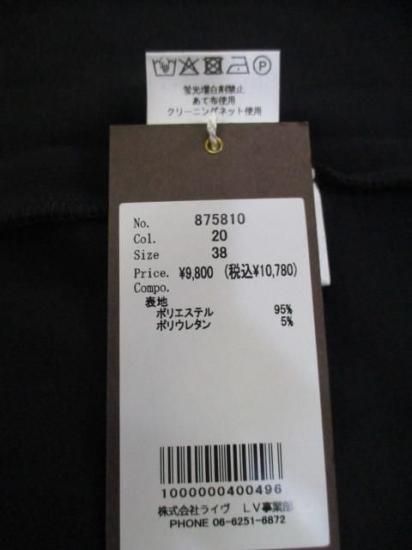 蛍光増白剤禁止
あて布使用
クリーニングネット使用
No. 875810
Col. 20
Size 38
Price. ¥9,800 (税込¥10,780)
Compo.
表地
ポリエステル 95%
ポリウレタン 5%
1000000400496
株式会社ライヴ LV事業部
PHONE 06-6251-6872